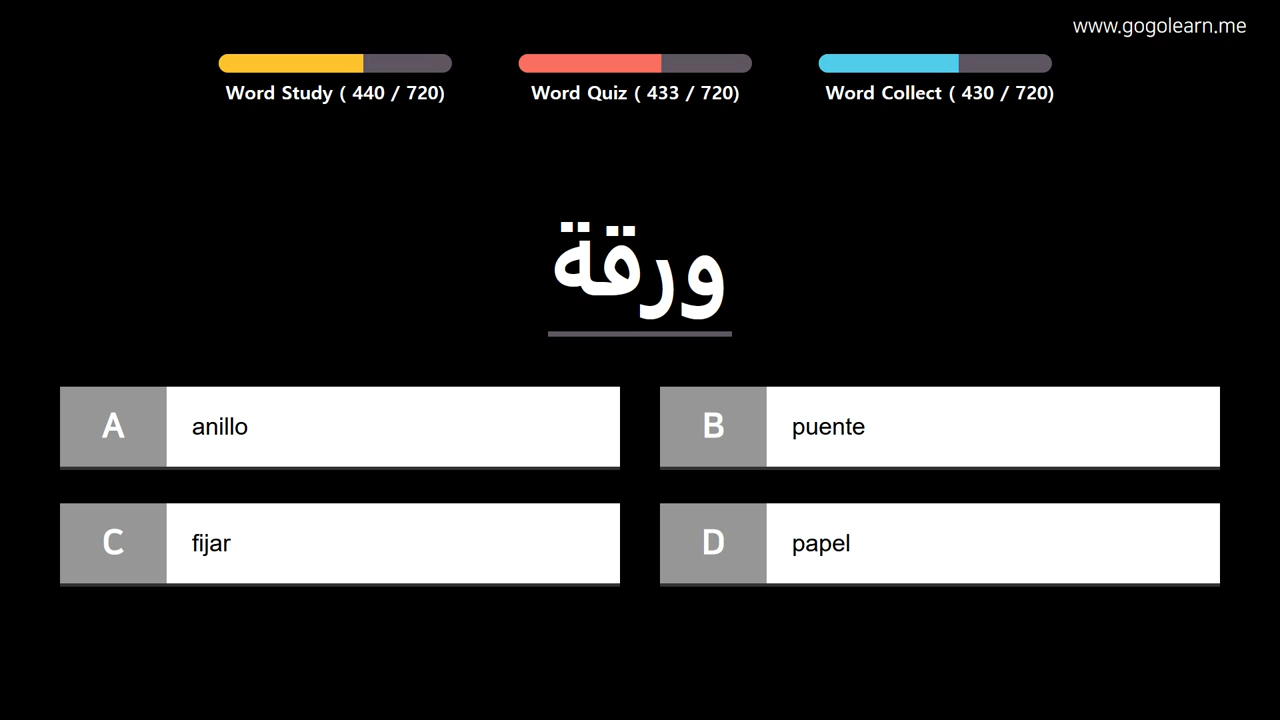 www.gogolearn.me
Word Study ( 440 / 720)
Word Quiz ( 433 / 720)
Word Collect ( 430 / 720)
ورقة
A anillo
B puente
C fijar
D papel